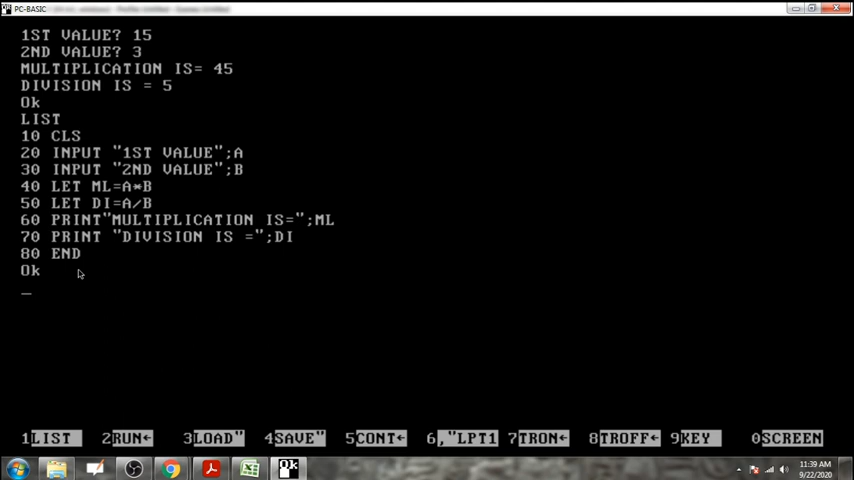 PC-BASIC
1ST VALUE? 15
2ND VALUE? 3
MULTIPLICATION IS= 45
DIVISION IS = 5
Ok
LIST
10 CLS
20 INPUT "1ST VALUE";A
30 INPUT "2ND VALUE";B
40 LET ML=A*B
50 LET DI=A/B
60 PRINT"MULTIPLICATION IS=";ML
70 PRINT "DIVISION IS =";DI
80 END
Ok
_
1LIST 2RUN← 3LOAD" 4SAVE" 5CONT← 6,"LPT1 7TRON← 8TROFF← 9KEY 0SCREEN
Ok
11:39 AM
9/22/2020